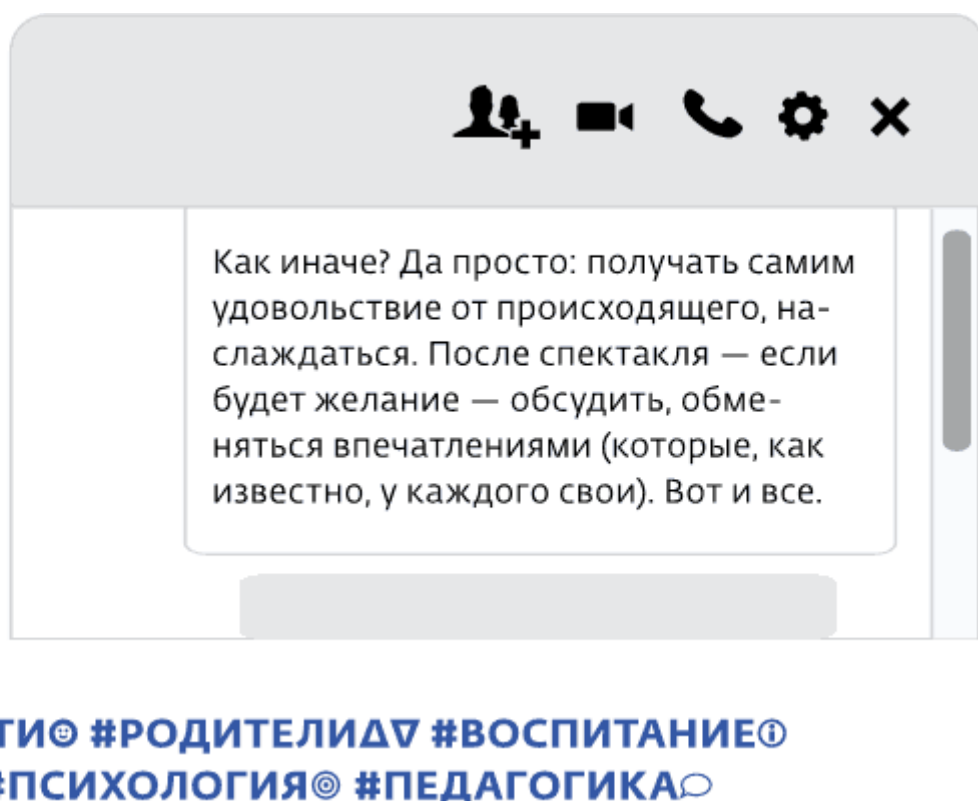 Как иначе? Да просто: получать самим
удовольствие от происходящего, на-
слаждаться. После спектакля — если
будет желание — обсудить, обме-
няться впечатлениями (которые, как
известно, у каждого свои). Вот и все.
#РОДИТЕЛИ #ВОСПИТАНИЕ
#ПСИХОЛОГИЯ #ПЕДАГОГИКА